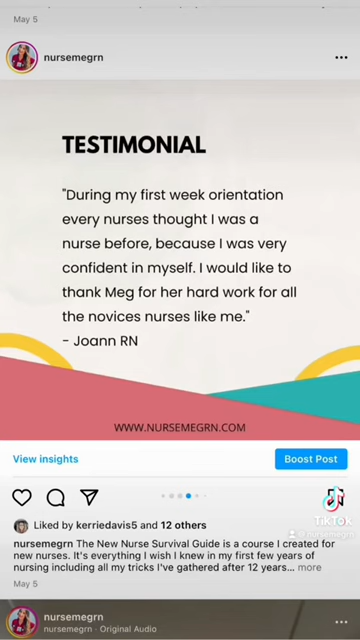 May 5
nursemegrn
TESTIMONIAL
"During my first week orientation
every nurses thought I was a
nurse before, because I was very
confident in myself. I would like to
thank Meg for her hard work for all
the novices nurses like me."
- Joann RN
WWW.NURSEMEGRN.COM
View insights
Boost Post
TikTok
@nursemegrn
Liked by kerriedavis5 and 12 others
nursemegrn The New Nurse Survival Guide is a course I created for
new nurses. It's everything I wish I knew in my first few years of
nursing including all my tricks I've gathered after 12 years... more
May 5
nursemegrn
nursemegrn · Original Audio